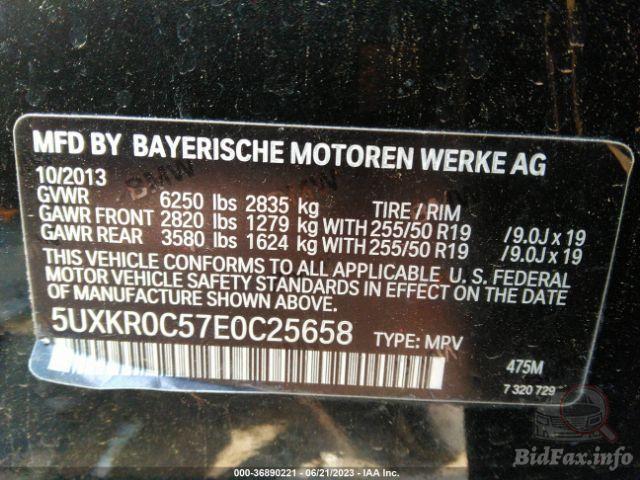 MFD BY BAYERISCHE MOTOREN WERKE AG
10/2013
GVWR 6250 lbs 2835 kg TIRE / RIM
GAWR FRONT 2820 lbs 1279 kg WITH 255/50 R19 /9.0J x 19
GAWR REAR 3580 lbs 1624 kg WITH 255/50 R19 /9.0J x 19
THIS VEHICLE CONFORMS TO ALL APPLICABLE U. S. FEDERAL
MOTOR VEHICLE SAFETY STANDARDS IN EFFECT ON THE DATE
OF MANUFACTURE SHOWN ABOVE.
5UXKR0C57E0C25658 TYPE: MPV
475M
7 320 729
000-36890221 - 06/21/2023 - IAA Inc.
BidFax.info